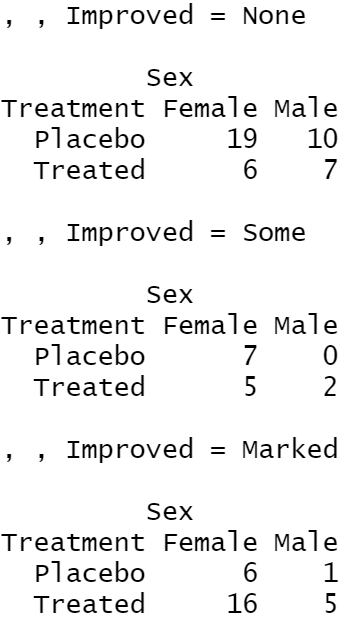 , , Improved = None
Sex
Treatment Female Male
Placebo 19 10
Treated 6 7
, , Improved = Some
Sex
Treatment Female Male
Placebo 7 0
Treated 5 2
, , Improved = Marked
Sex
Treatment Female Male
Placebo 6 1
Treated 16 5